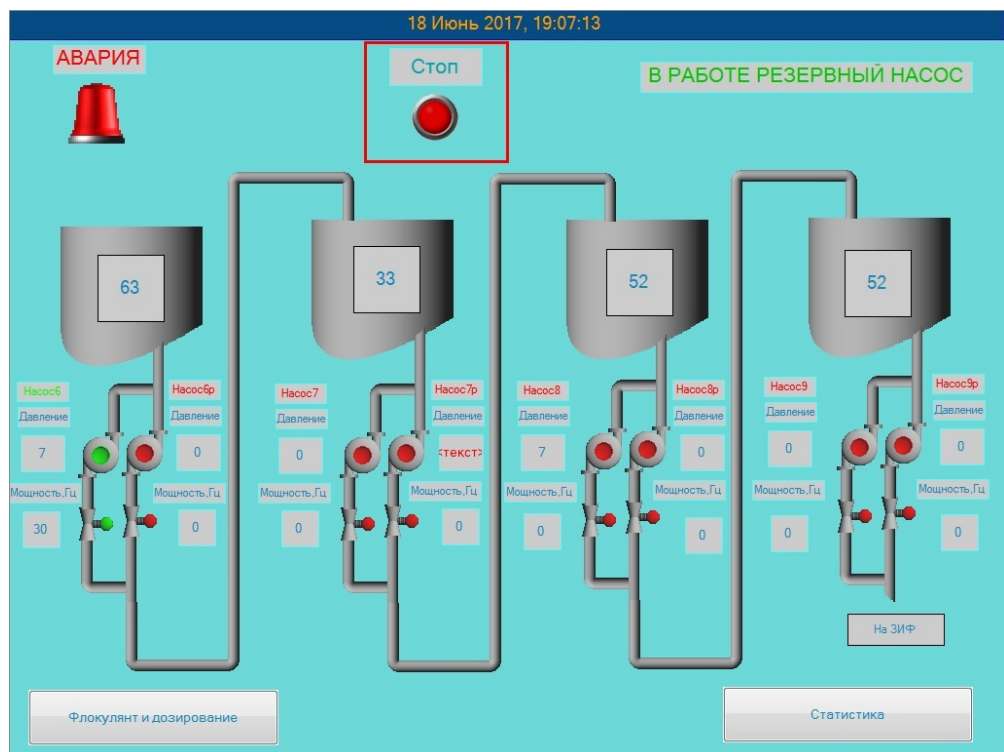 18 Июнь 2017, 19:07:13
АВАРИЯ
Стоп
В РАБОТЕ РЕЗЕРВНЫЙ НАСОС
63
33
52
52
Насос6
Насос6р
Насос7
Насос7р
Насос8
Насос8р
Насос9
Насос9р
Давление
Давление
Давление
Давление
Давление
Давление
Давление
Давление
7
0
0
<текст>
7
0
0
0
Мощность,Гц
Мощность,Гц
Мощность,Гц
Мощность,Гц
Мощность,Гц
Мощность,Гц
Мощность,Гц
Мощность,Гц
30
0
0
0
0
0
0
0
На ЗИФ
Флокулянт и дозирование
Статистика